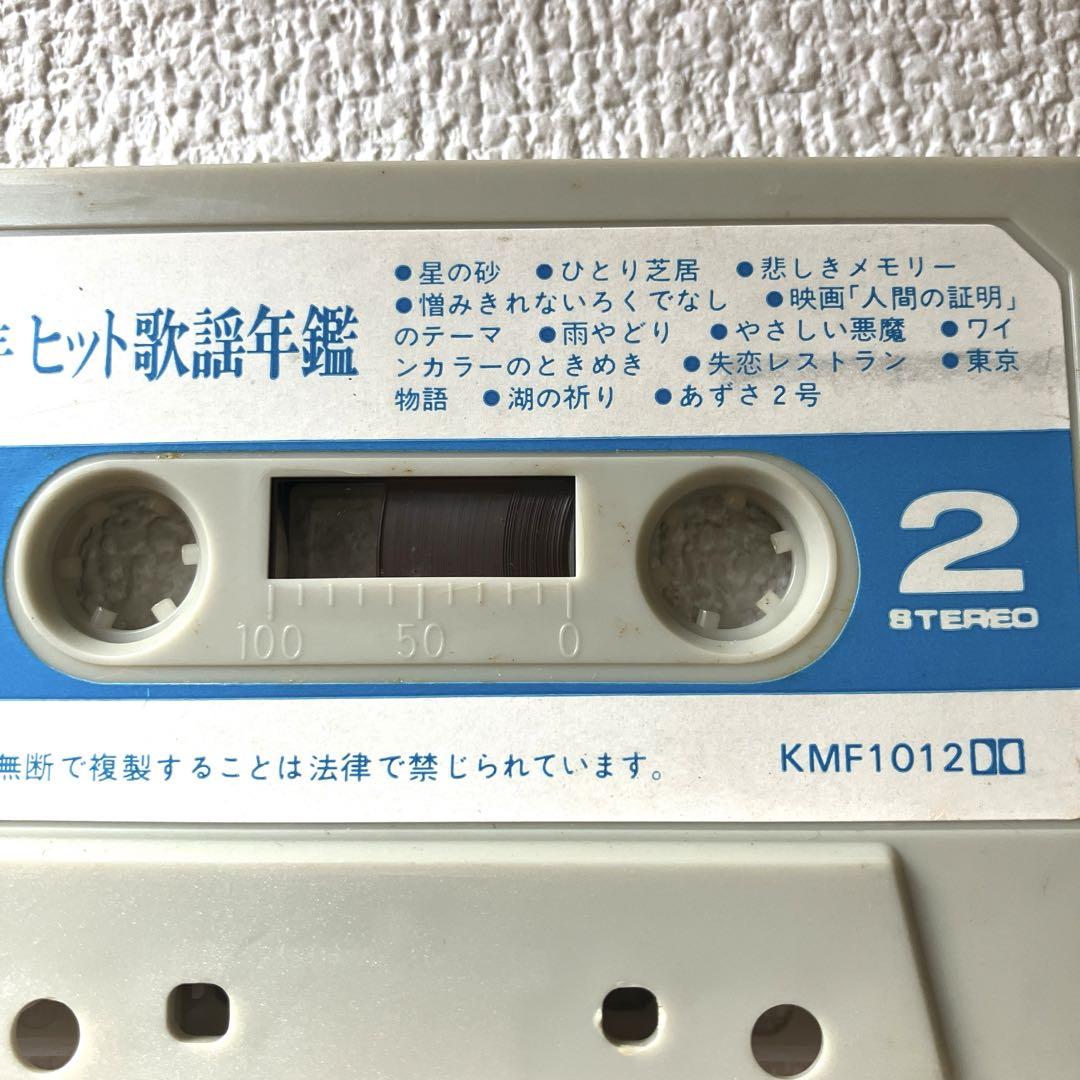 ●星の砂 ●ひとり芝居 ●悲しきメモリー
●憎みきれないろくでなし ●映画「人間の証明」
のテーマ ●雨やどり ●やさしい悪魔 ●ワイ
ンカラーのときめき ●失恋レストラン ●東京
物語 ●湖の祈り ●あずさ2号
ヒット歌謡年鑑
2
STEREO
100 50 0
無断で複製することは法律で禁じられています。
KMF1012